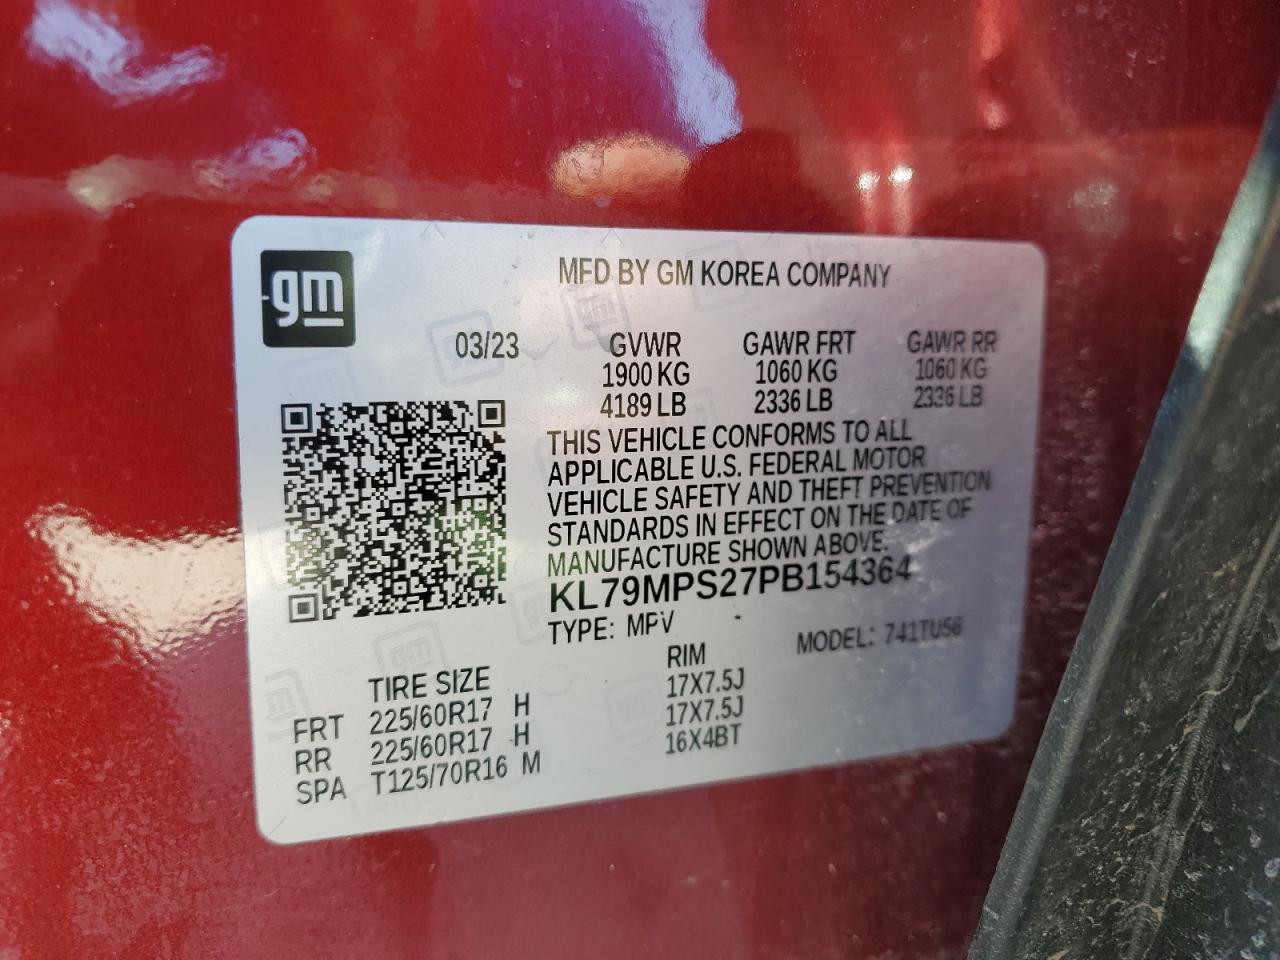 gm
MFD BY GM KOREA COMPANY
03/23 GVWR GAWR FRT GAWR RR
1900 KG 1060 KG 1060 KG
4189 LB 2336 LB 2336 LB
THIS VEHICLE CONFORMS TO ALL
APPLICABLE U.S. FEDERAL MOTOR
VEHICLE SAFETY AND THEFT PREVENTION
STANDARDS IN EFFECT ON THE DATE OF
MANUFACTURE SHOWN ABOVE.
KL79MPS27PB154364
TYPE: MPV MODEL: 741TU56
TIRE SIZE RIM
FRT 225/60R17 H 17X7.5J
RR 225/60R17 H 17X7.5J
SPA T125/70R16 M 16X4BT